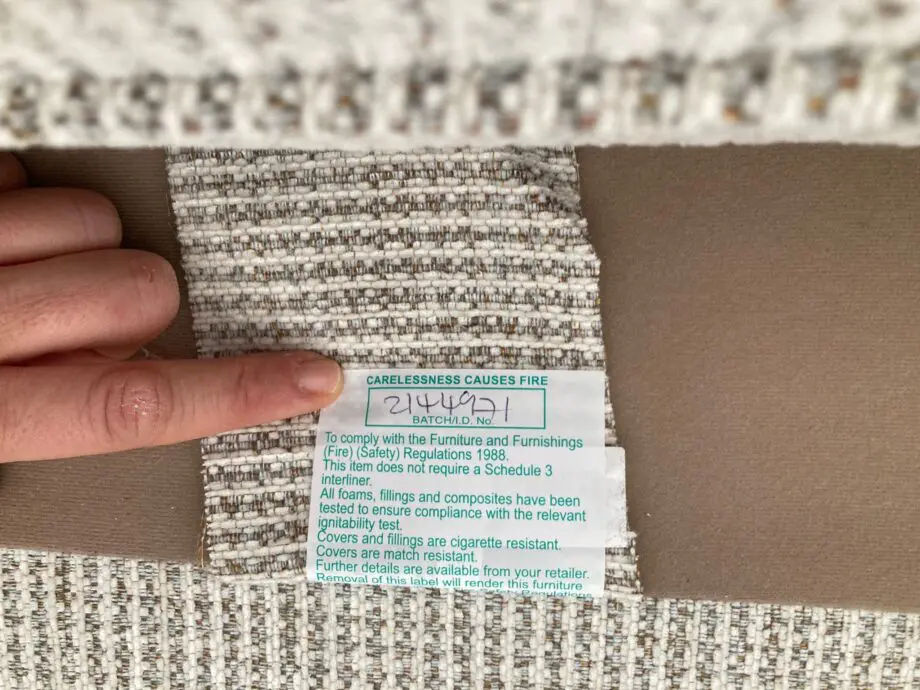 CARELESSNESS CAUSES FIRE
2144971
BATCH/I.D. No.
To comply with the Furniture and Furnishings
(Fire) (Safety) Regulations 1988.
This item does not require a Schedule 3
interliner.
All foams, fillings and composites have been
tested to ensure compliance with the relevant
ignitability test.
Covers and fillings are cigarette resistant.
Covers are match resistant.
Further details are available from your retailer.
Removal of this label will render this furniture
Safety Regulations